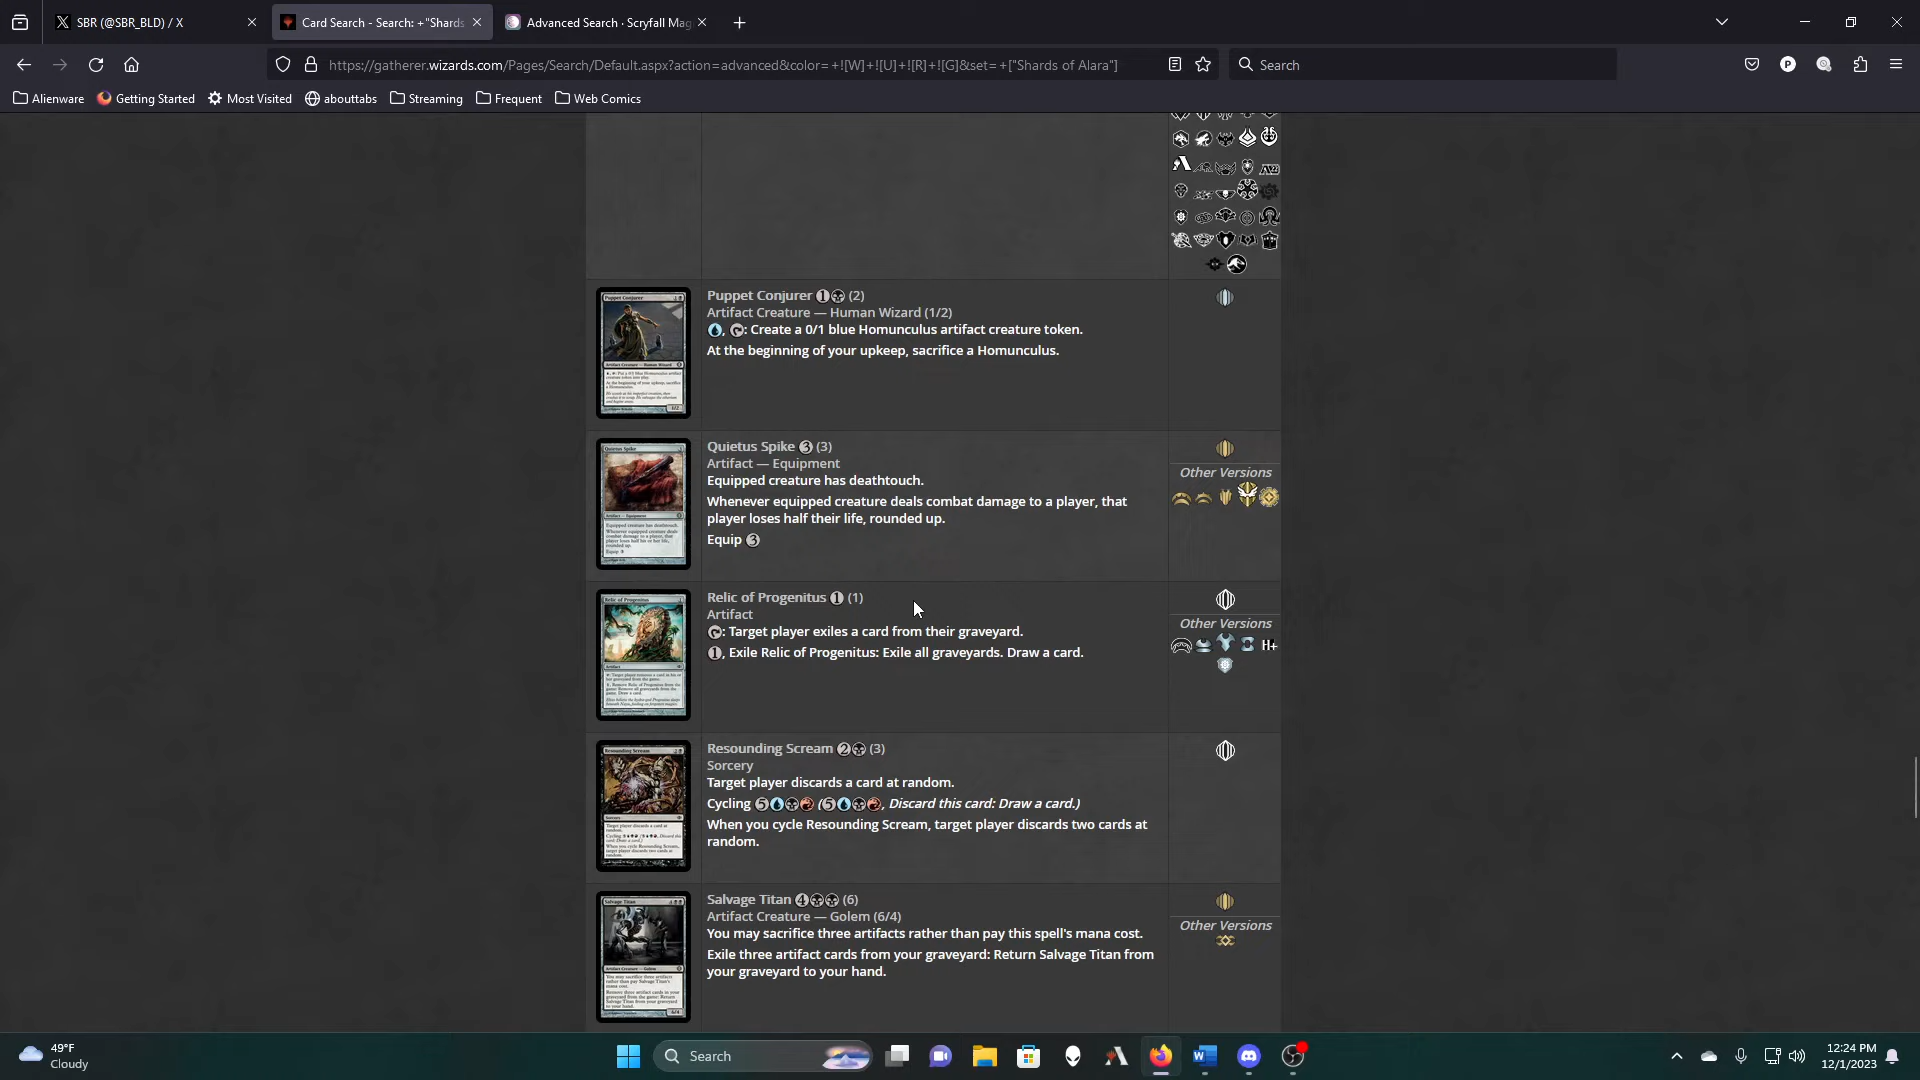 SBR (@SBR_BLD) / X
Card Search - Search: +"Shards
Advanced Search · Scryfall Mag
https://gatherer.wizards.com/Pages/Search/Default.aspx?action=advanced&color=+![W]+![U]+![R]+![G]&set=+["Shards of Alara"]
Search
Alienware
Getting Started
Most Visited
abouttabs
Streaming
Frequent
Web Comics
Puppet Conjurer 1 (2)
Artifact Creature — Human Wizard (1/2)
, : Create a 0/1 blue Homunculus artifact creature token.
At the beginning of your upkeep, sacrifice a Homunculus.
Quietus Spike 3 (3)
Artifact — Equipment
Equipped creature has deathtouch.
Whenever equipped creature deals combat damage to a player, that
player loses half their life, rounded up.
Equip 3
Other Versions
Relic of Progenitus 1 (1)
Artifact
: Target player exiles a card from their graveyard.
1, Exile Relic of Progenitus: Exile all graveyards. Draw a card.
Other Versions
H+
Resounding Scream 2 (3)
Sorcery
Target player discards a card at random.
Cycling 5 (5, Discard this card: Draw a card.)
When you cycle Resounding Scream, target player discards two cards at
random.
Salvage Titan 4 (6)
Artifact Creature — Golem (6/4)
You may sacrifice three artifacts rather than pay this spell's mana cost.
Exile three artifact cards from your graveyard: Return Salvage Titan from
your graveyard to your hand.
Other Versions
49°F
Cloudy
Search
12:24 PM
12/1/2023